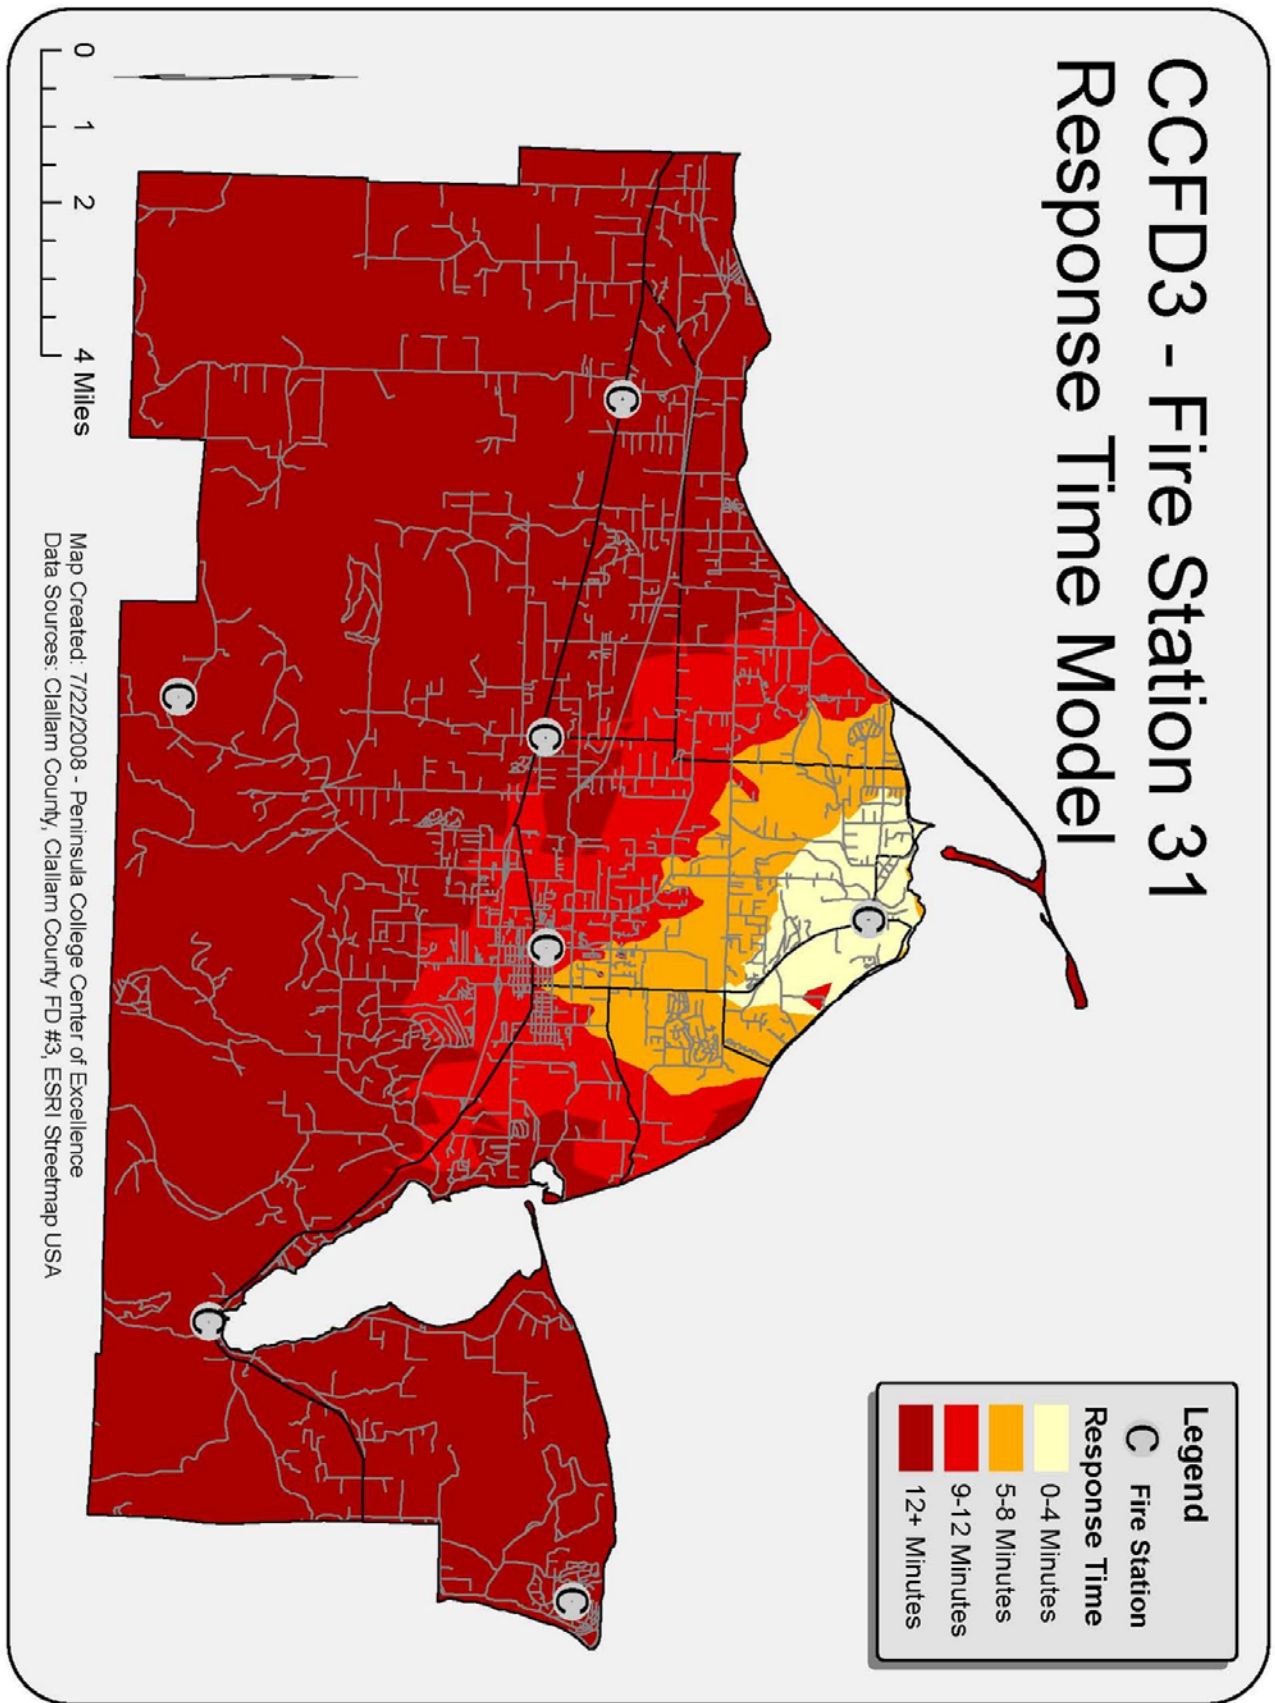 CCFD3 - Fire Station 31
Response Time Model
Legend
C Fire Station
Response Time
0-4 Minutes
5-8 Minutes
9-12 Minutes
12+ Minutes
C
C
C
C
C
C
C
0 1 2 4 Miles
Map Created: 7/22/2008 - Peninsula College Center of Excellence
Data Sources: Clallam County, Clallam County FD #3, ESRI Streetmap USA